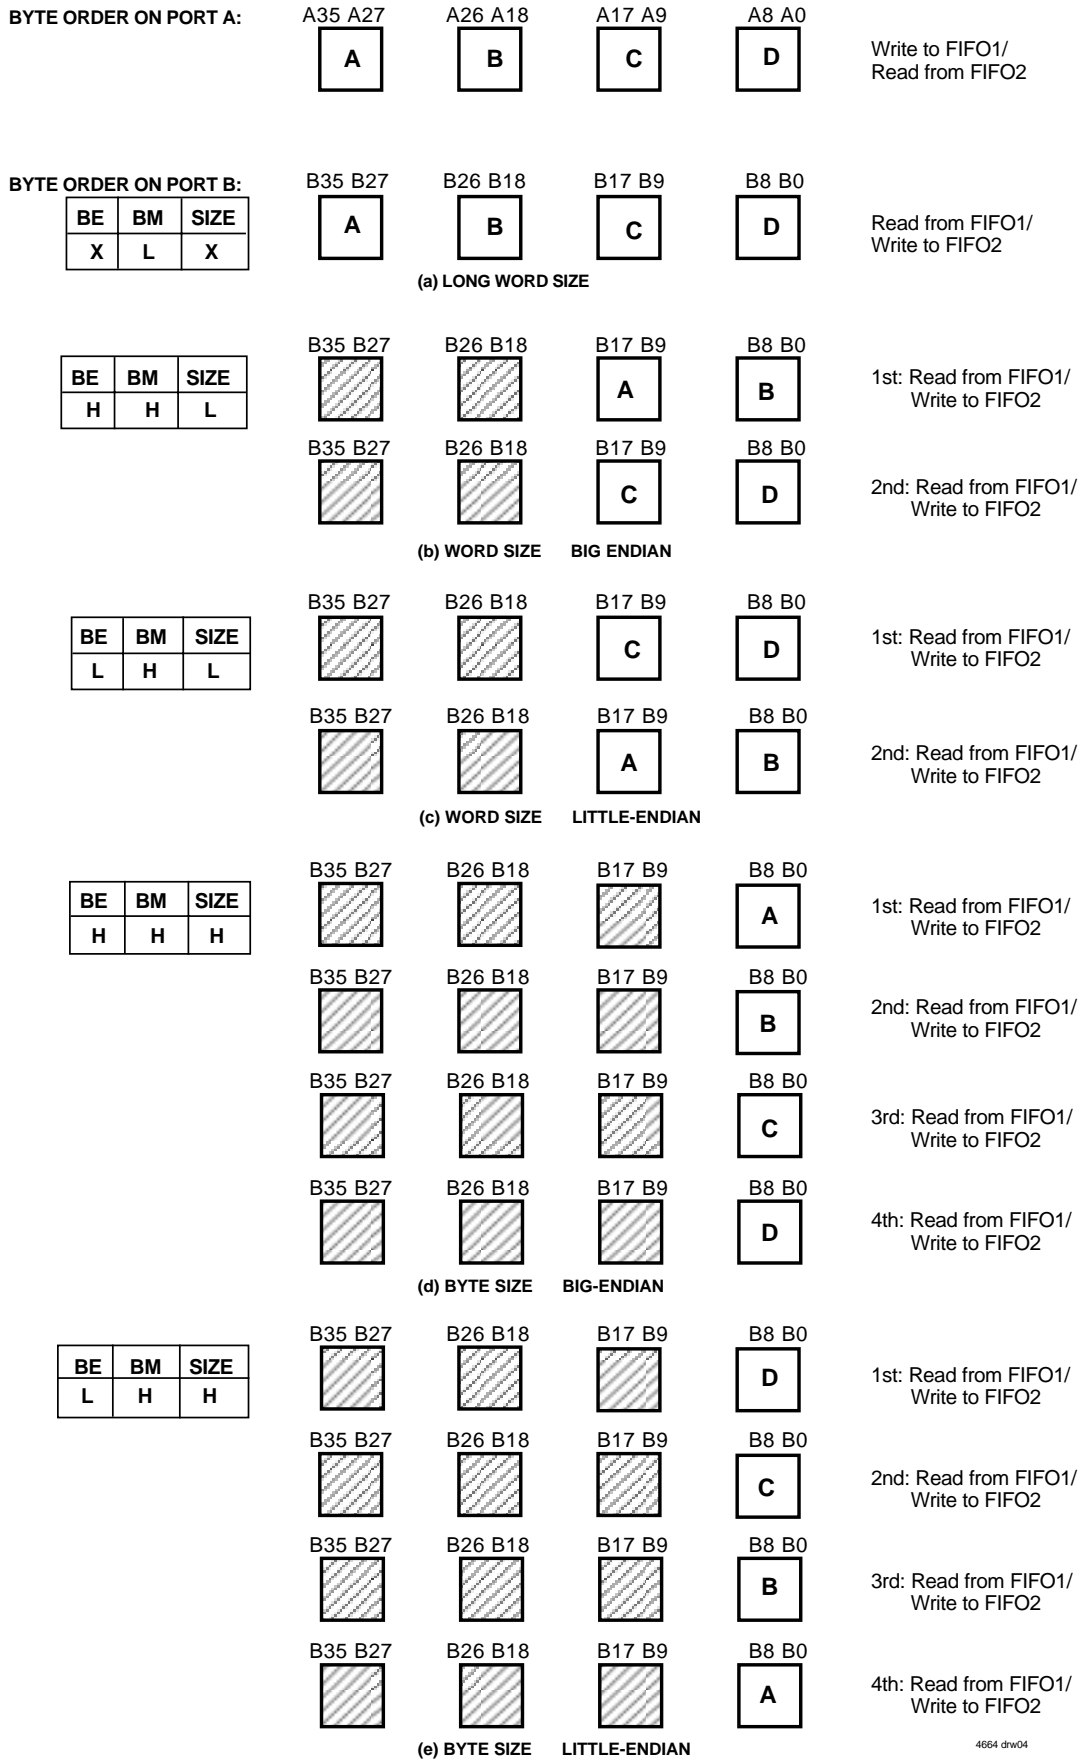 BYTE ORDER ON PORT A: A35 A27 A26 A18 A17 A9 A8 A0
A B C D Write to FIFO1/
Read from FIFO2
BYTE ORDER ON PORT B: B35 B27 B26 B18 B17 B9 B8 B0
BE BM SIZE A B C D Read from FIFO1/
X L X Write to FIFO2
(a) LONG WORD SIZE
B35 B27 B26 B18 B17 B9 B8 B0
BE BM SIZE A B 1st: Read from FIFO1/
H H L Write to FIFO2
B35 B27 B26 B18 B17 B9 B8 B0
C D 2nd: Read from FIFO1/
Write to FIFO2
(b) WORD SIZE BIG ENDIAN
B35 B27 B26 B18 B17 B9 B8 B0
BE BM SIZE C D 1st: Read from FIFO1/
L H L Write to FIFO2
B35 B27 B26 B18 B17 B9 B8 B0
A B 2nd: Read from FIFO1/
Write to FIFO2
(c) WORD SIZE LITTLE-ENDIAN
B35 B27 B26 B18 B17 B9 B8 B0
BE BM SIZE A 1st: Read from FIFO1/
H H H Write to FIFO2
B35 B27 B26 B18 B17 B9 B8 B0
B 2nd: Read from FIFO1/
Write to FIFO2
B35 B27 B26 B18 B17 B9 B8 B0
C 3rd: Read from FIFO1/
Write to FIFO2
B35 B27 B26 B18 B17 B9 B8 B0
D 4th: Read from FIFO1/
Write to FIFO2
(d) BYTE SIZE BIG-ENDIAN
B35 B27 B26 B18 B17 B9 B8 B0
BE BM SIZE D 1st: Read from FIFO1/
L H H Write to FIFO2
B35 B27 B26 B18 B17 B9 B8 B0
C 2nd: Read from FIFO1/
Write to FIFO2
B35 B27 B26 B18 B17 B9 B8 B0
B 3rd: Read from FIFO1/
Write to FIFO2
B35 B27 B26 B18 B17 B9 B8 B0
A 4th: Read from FIFO1/
Write to FIFO2
(e) BYTE SIZE LITTLE-ENDIAN
4664 drw04